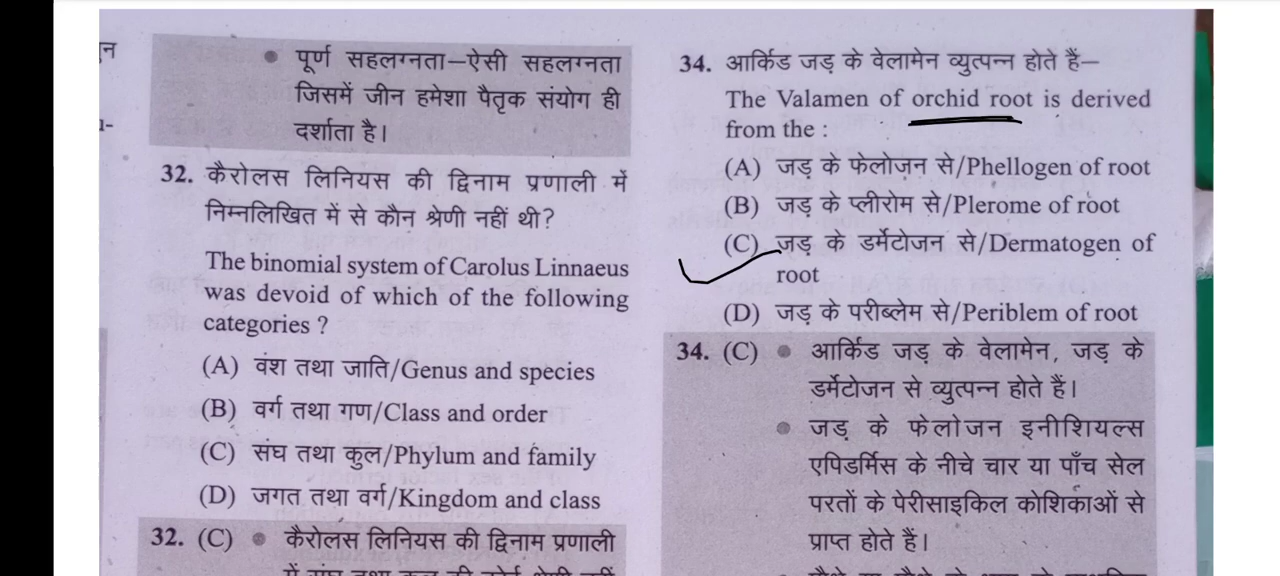 पूर्ण सहलग्नता—ऐसी सहलग्नता
जिसमें जीन हमेशा पैतृक संयोग ही
दर्शाता है।
32. कैरोलस लिनियस की द्विनाम प्रणाली में
निम्नलिखित मे से कौन श्रेणी नहीं थी?
The binomial system of Carolus Linnaeus
was devoid of which of the following
categories ?
(A) वंश तथा जाति/Genus and species
(B) वर्ग तथा गण/Class and order
(C) संघ तथा कुल/Phylum and family
(D) जगत तथा वर्ग/Kingdom and class
32. (C) ● कैरोलस लिनियस की द्विनाम प्रणाली
34. आर्किड जड़ के वेलामेन व्युत्पन्न होते हैं—
The Valamen of orchid root is derived
from the :
(A) जड़ के फेलोज़न से/Phellogen of root
(B) जड़ के प्लीरोम से/Plerome of root
(C) जड़ के डर्मेटोजन से/Dermatogen of
root
(D) जड़ के परीब्लेम से/Periblem of root
34. (C) ● आर्किड जड़ के वेलामेन, जड़ के
डर्मेटोजन से व्युत्पन्न होते हैं।
● जड़ के फेलोजन इनीशियल्स
एपिडर्मिस के नीचे चार या पाँच सेल
परतों के पेरीसाइकिल कोशिकाओं से
प्राप्त होते हैं।